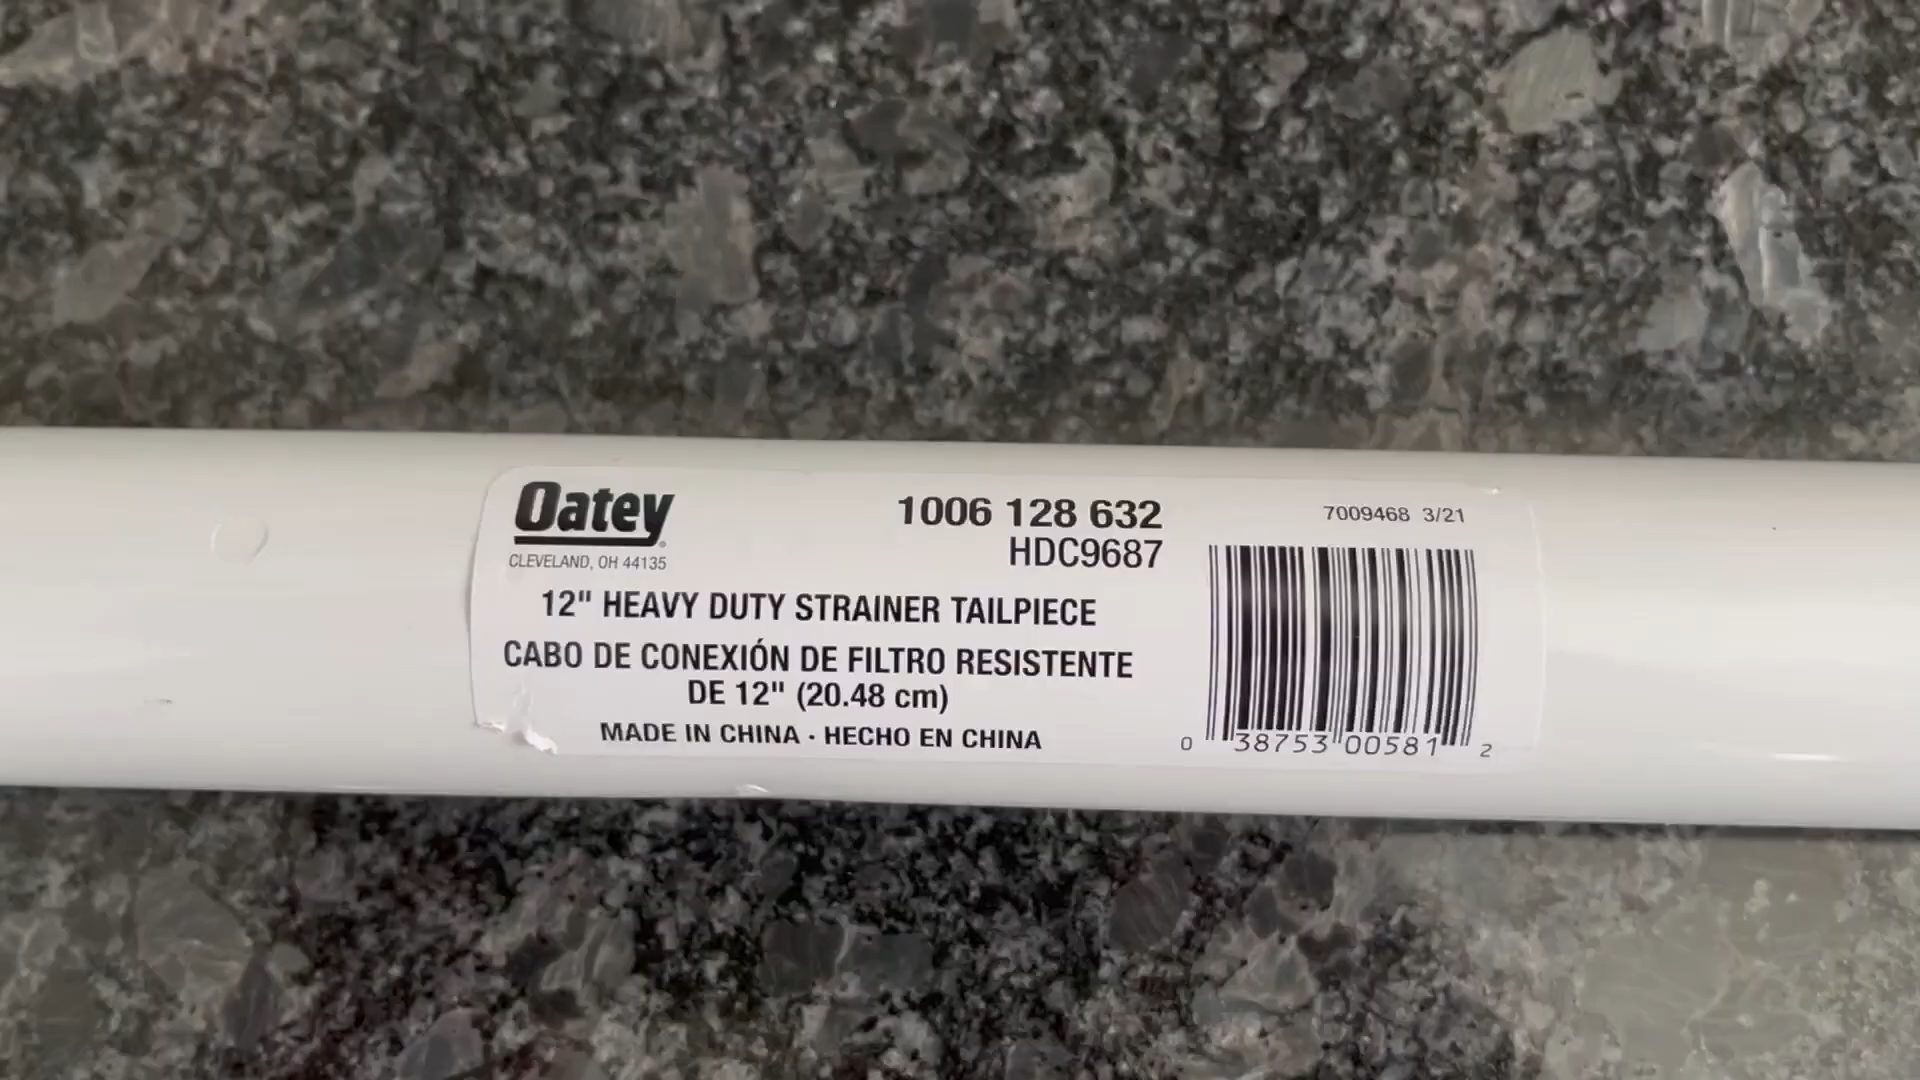 Oatey
CLEVELAND, OH 44135
1006 128 632
HDC9687
12" HEAVY DUTY STRAINER TAILPIECE
CABO DE CONEXIÓN DE FILTRO RESISTENTE
DE 12" (20.48 cm)
MADE IN CHINA · HECHO EN CHINA
7009468 3/21
0 38753 00581 2